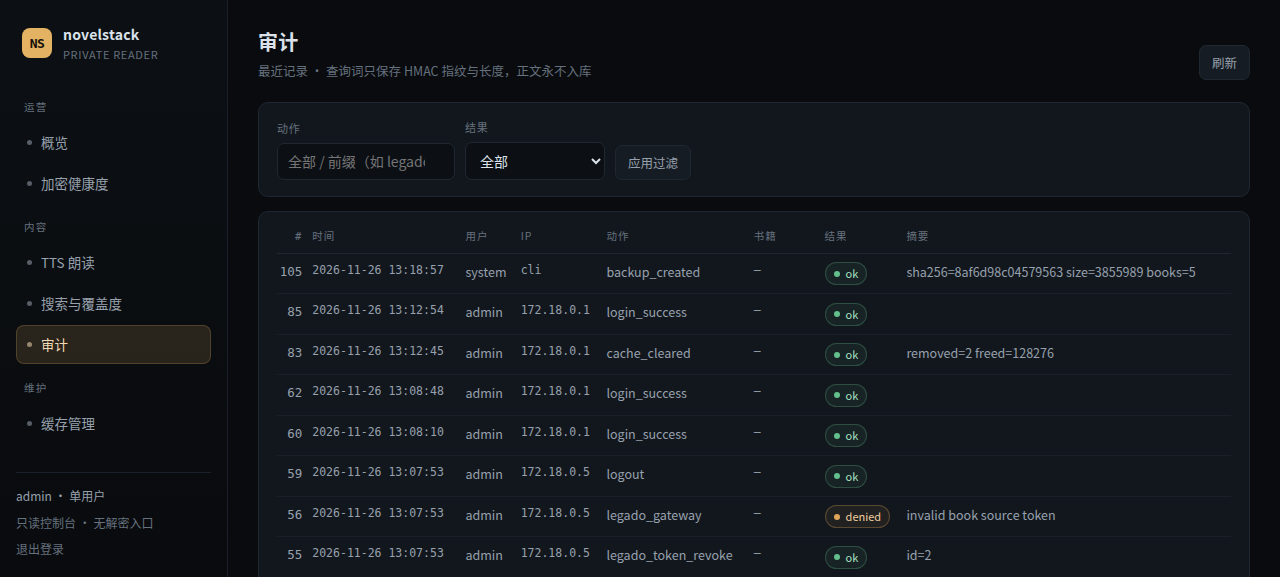 NS
novelstack
PRIVATE READER
运营
概览
加密健康度
内容
TTS 朗读
搜索与覆盖度
审计
维护
缓存管理
admin · 单用户
只读控制台 · 无解密入口
退出登录
审计
最近记录 · 查询词只保存 HMAC 指纹与长度，正文永不入库
刷新
动作 结果
全部 / 前缀（如 legado 全部 应用过滤
# 时间 用户 IP 动作 书籍 结果 摘要
105 2026-11-26 13:18:57 system cli backup_created — ok sha256=8af6d98c04579563 size=3855989 books=5
85 2026-11-26 13:12:54 admin 172.18.0.1 login_success — ok
83 2026-11-26 13:12:45 admin 172.18.0.1 cache_cleared — ok removed=2 freed=128276
62 2026-11-26 13:08:48 admin 172.18.0.1 login_success — ok
60 2026-11-26 13:08:10 admin 172.18.0.1 login_success — ok
59 2026-11-26 13:07:53 admin 172.18.0.5 logout — ok
56 2026-11-26 13:07:53 admin 172.18.0.5 legado_gateway — denied invalid book source token
55 2026-11-26 13:07:53 admin 172.18.0.5 legado_token_revoke — ok id=2